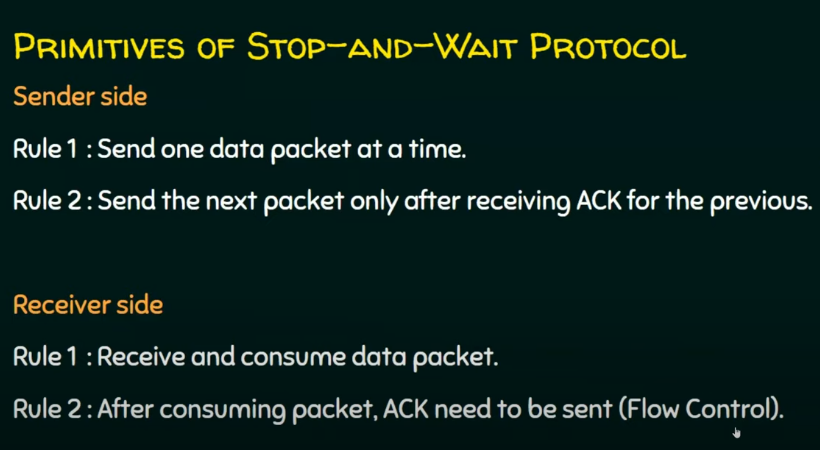 Primitives of Stop-and-Wait Protocol
Sender side
Rule 1 : Send one data packet at a time.
Rule 2 : Send the next packet only after receiving ACK for the previous.
Receiver side
Rule 1 : Receive and consume data packet.
Rule 2 : After consuming packet, ACK need to be sent (Flow Control).